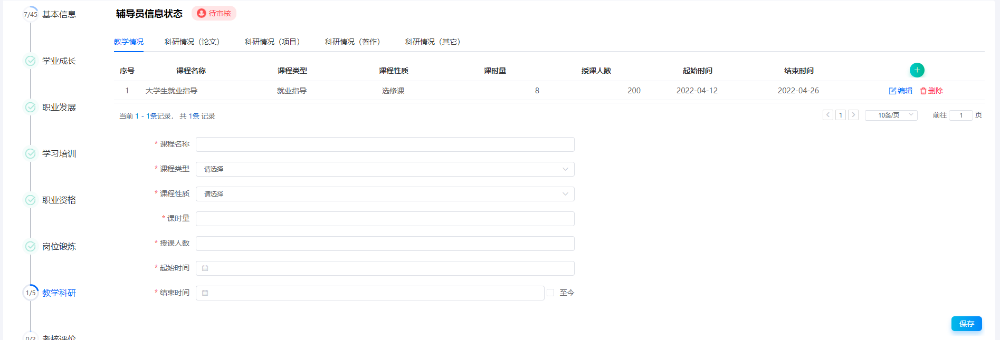 7/45 基本信息
学业成长
职业发展
学习培训
职业资格
岗位锻炼
1/5 教学科研
0/2 考核评价
辅导员信息状态 待审核
教学情况 科研情况（论文） 科研情况（项目） 科研情况（著作） 科研情况（其它）
序号 课程名称 课程类型 课程性质 课时量 授课人数 起始时间 结束时间
1 大学生就业指导 就业指导 选修课 8 200 2022-04-12 2022-04-26 编辑 删除
当前 1 - 1条记录， 共 1条 记录 1 10条/页 前往 1 页
* 课程名称
* 课程类型 请选择
* 课程性质 请选择
* 课时量
* 授课人数
* 起始时间
* 结束时间 至今
保存